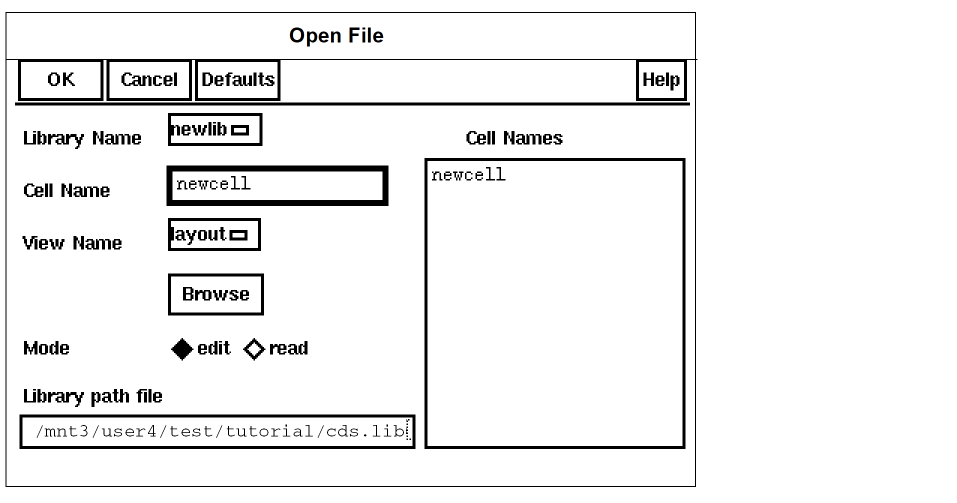 Open File
OK Cancel Defaults Help
Library Name newlib Cell Names
Cell Name newcell newcell
View Name layout
Browse
Mode edit read
Library path file
/mnt3/user4/test/tutorial/cds.lib